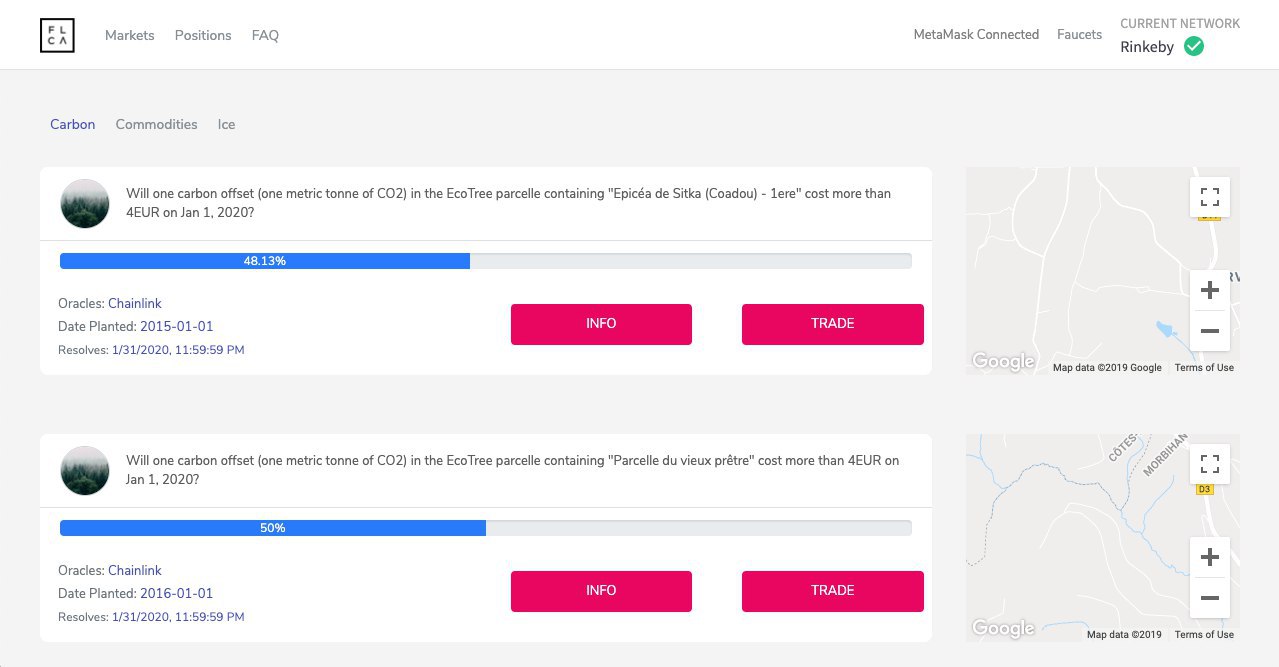 FL
CA
Markets Positions FAQ
MetaMask Connected Faucets
CURRENT NETWORK
Rinkeby
Carbon Commodities Ice
Will one carbon offset (one metric tonne of CO2) in the EcoTree parcelle containing "Epicéa de Sitka (Coadou) - 1ere" cost more than
4EUR on Jan 1, 2020?
48.13%
Oracles: Chainlink
Date Planted: 2015-01-01
Resolves: 1/31/2020, 11:59:59 PM
INFO
TRADE
Google
Map data ©2019 Google Terms of Use
Will one carbon offset (one metric tonne of CO2) in the EcoTree parcelle containing "Parcelle du vieux prêtre" cost more than 4EUR on
Jan 1, 2020?
50%
Oracles: Chainlink
Date Planted: 2016-01-01
Resolves: 1/31/2020, 11:59:59 PM
INFO
TRADE
CÔTES-
MORBIHAN
D3
Google
Map data ©2019 Terms of Use